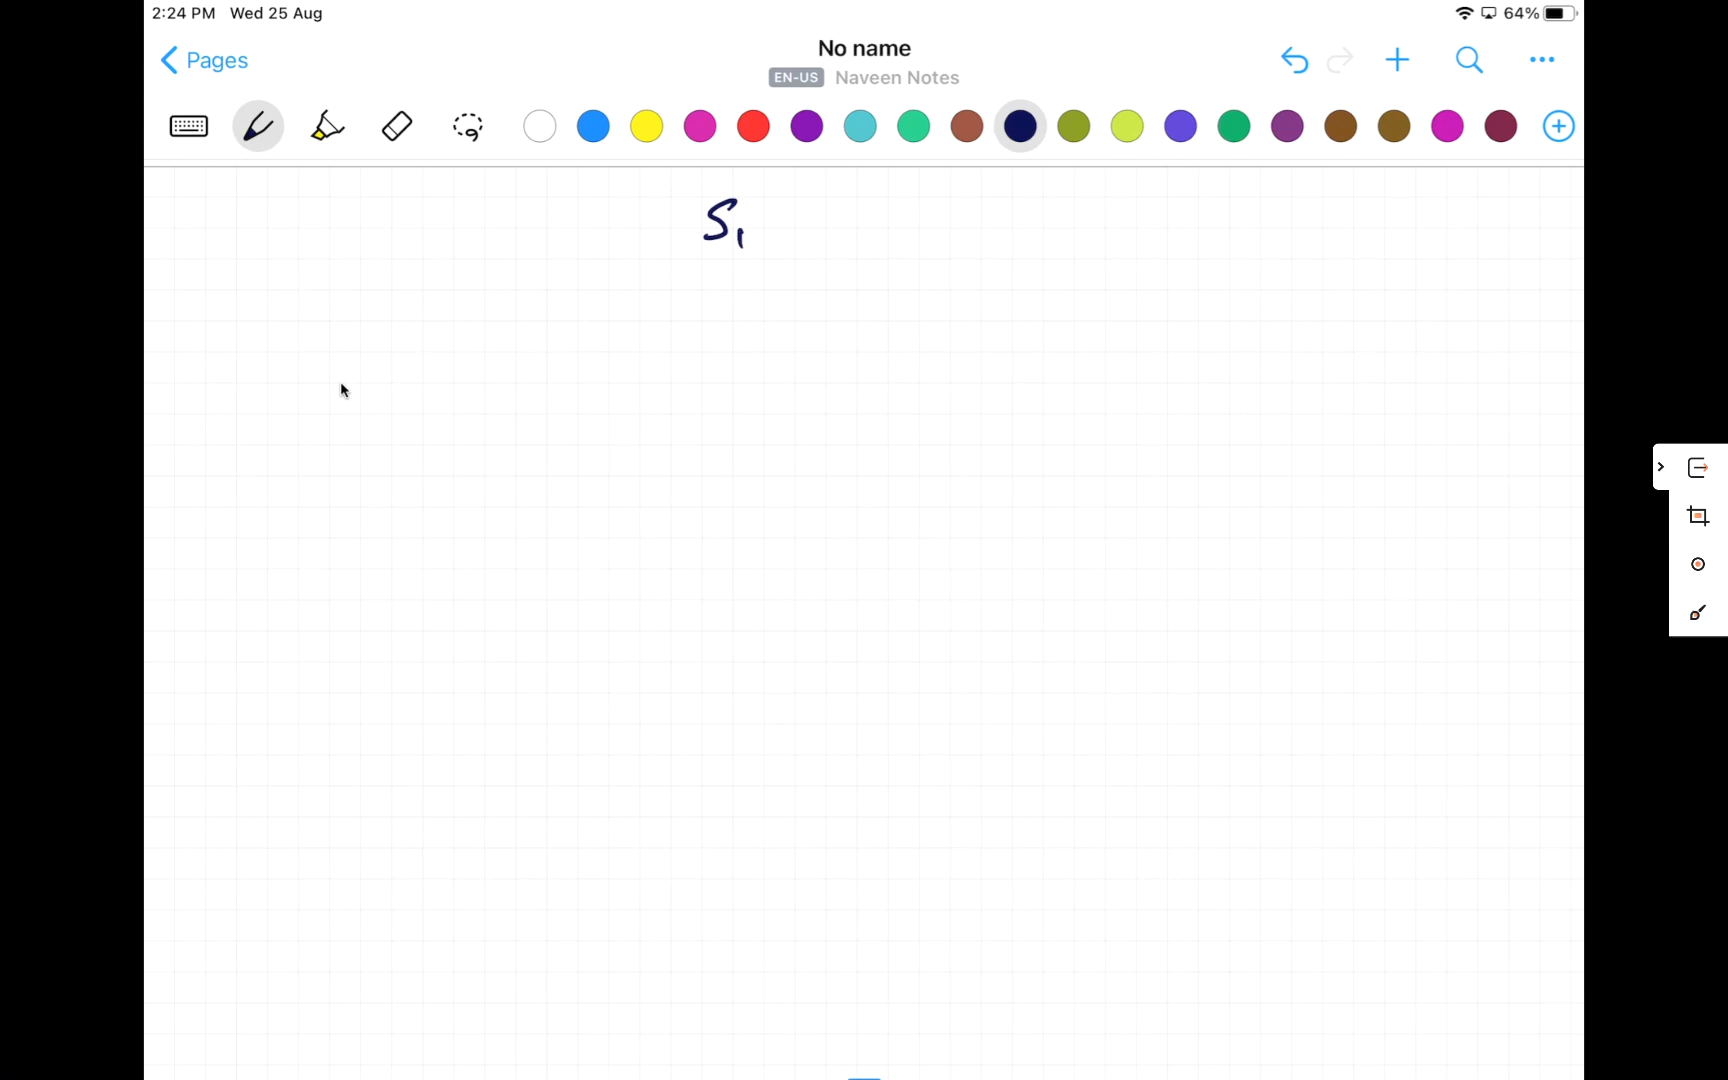 2:24 PM Wed 25 Aug 64%
Pages
No name
EN-US Naveen Notes
S₁